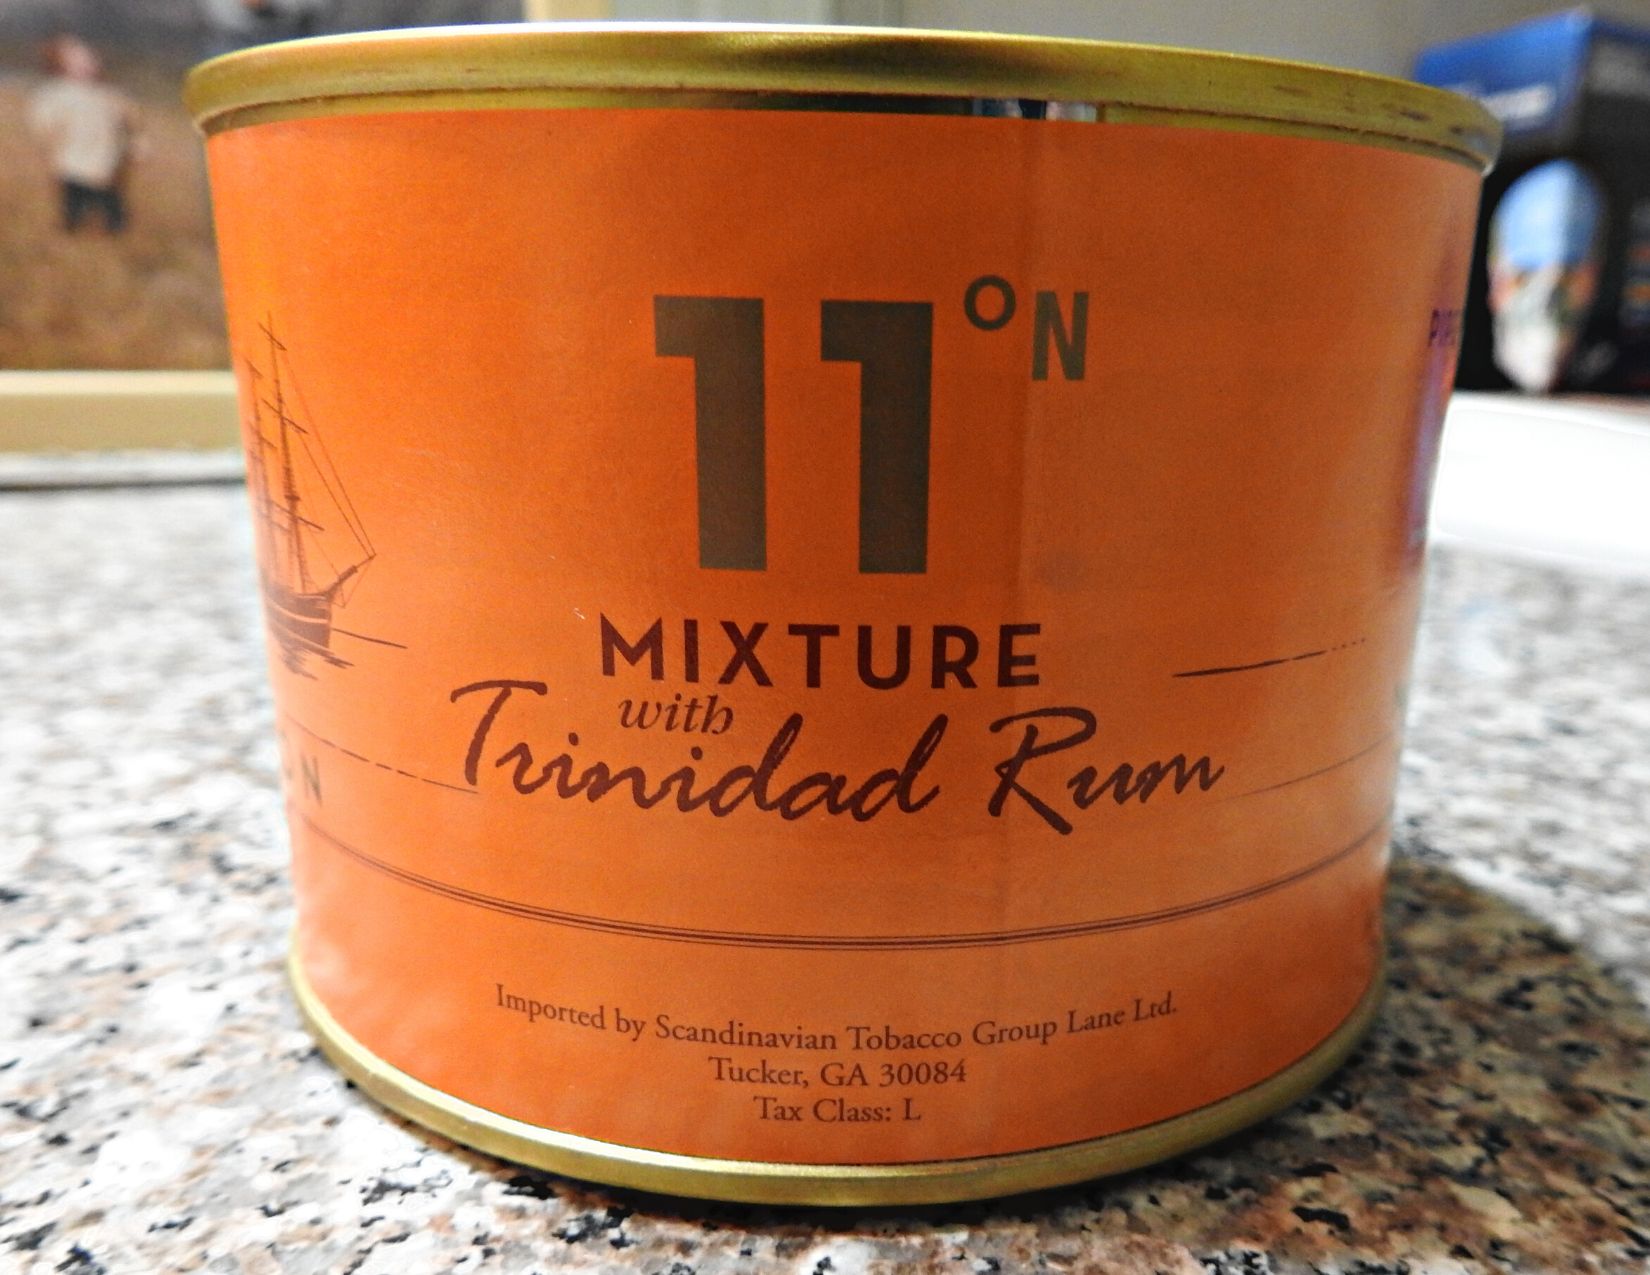 11°N
MIXTURE
with
Trinidad Rum
Imported by Scandinavian Tobacco Group Lane Ltd.
Tucker, GA 30084
Tax Class: L